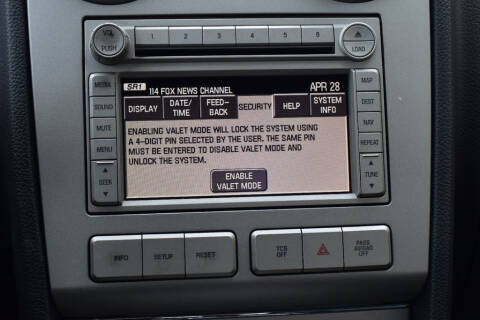 VOL
PUSH
1 2 3 4 5 6
LOAD
MEDIA
SOUND
MUTE
MENU
SEEK
SR1 114 FOX NEWS CHANNEL APR 28
DISPLAY
DATE/
TIME
FEED-
BACK
SECURITY
HELP
SYSTEM
INFO
ENABLING VALET MODE WILL LOCK THE SYSTEM USING
A 4-DIGIT PIN SELECTED BY THE USER. THE SAME PIN
MUST BE ENTERED TO DISABLE VALET MODE AND
UNLOCK THE SYSTEM.
ENABLE
VALET MODE
MAP
DEST
NAV
REPEAT
TUNE
INFO
SETUP
RESET
TCS
OFF
PASS
AIRBAG
OFF